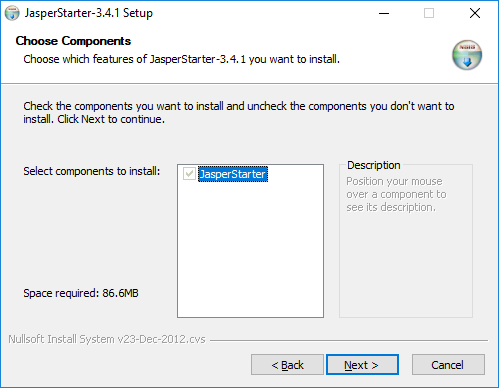 JasperStarter-3.4.1 Setup
Choose Components
Choose which features of JasperStarter-3.4.1 you want to install.
Check the components you want to install and uncheck the components you don't want to
install. Click Next to continue.
Select components to install:
JasperStarter
Description
Position your mouse
over a component to
see its description.
Space required: 86.6MB
Nullsoft Install System v23-Dec-2012.cvs
< Back
Next >
Cancel